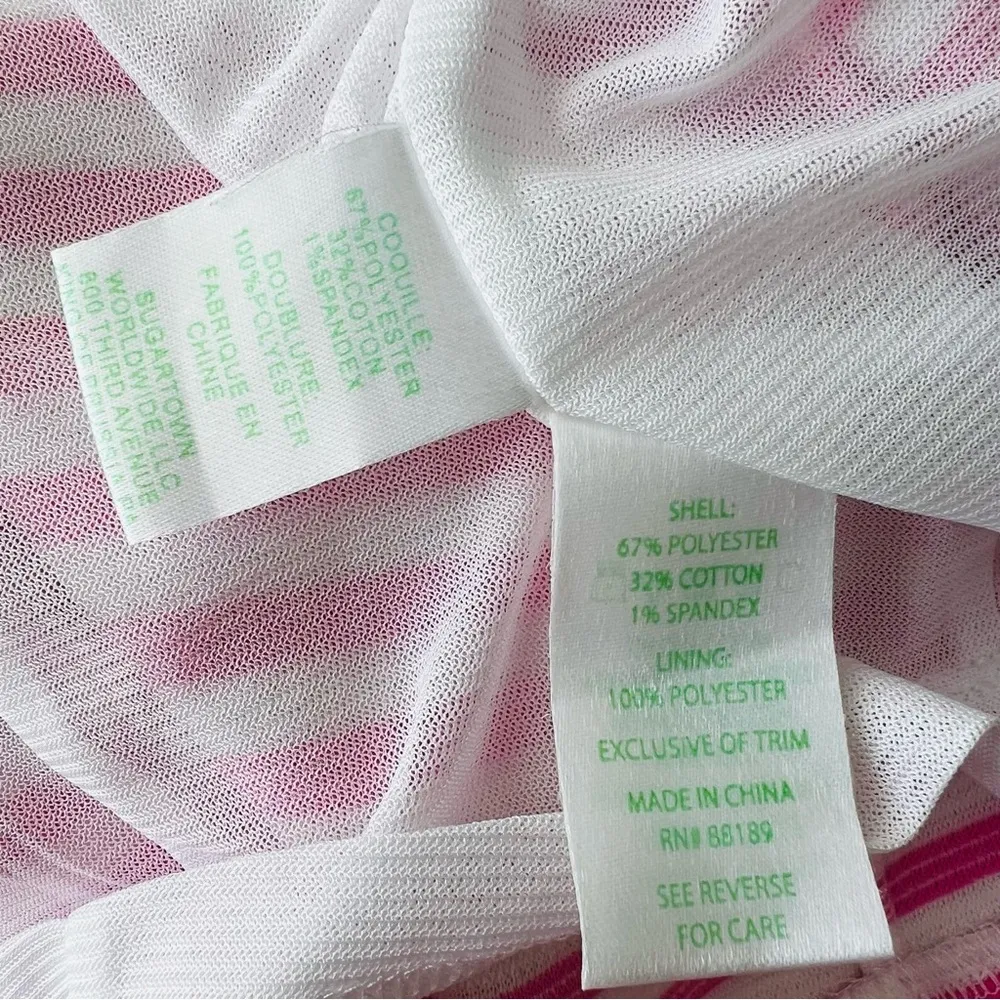 COQUILLE:
67%POLYESTER
32%COTTON
1%SPANDEX
DOUBLURE:
100%POLYESTER
FABRIQUE EN
CHINE
SUGARTOWN
WORLDWIDE LLC
800 THIRD AVENUE
SHELL:
67% POLYESTER
32% COTTON
1% SPANDEX
LINING:
100% POLYESTER
EXCLUSIVE OF TRIM
MADE IN CHINA
RN# 88189
SEE REVERSE
FOR CARE